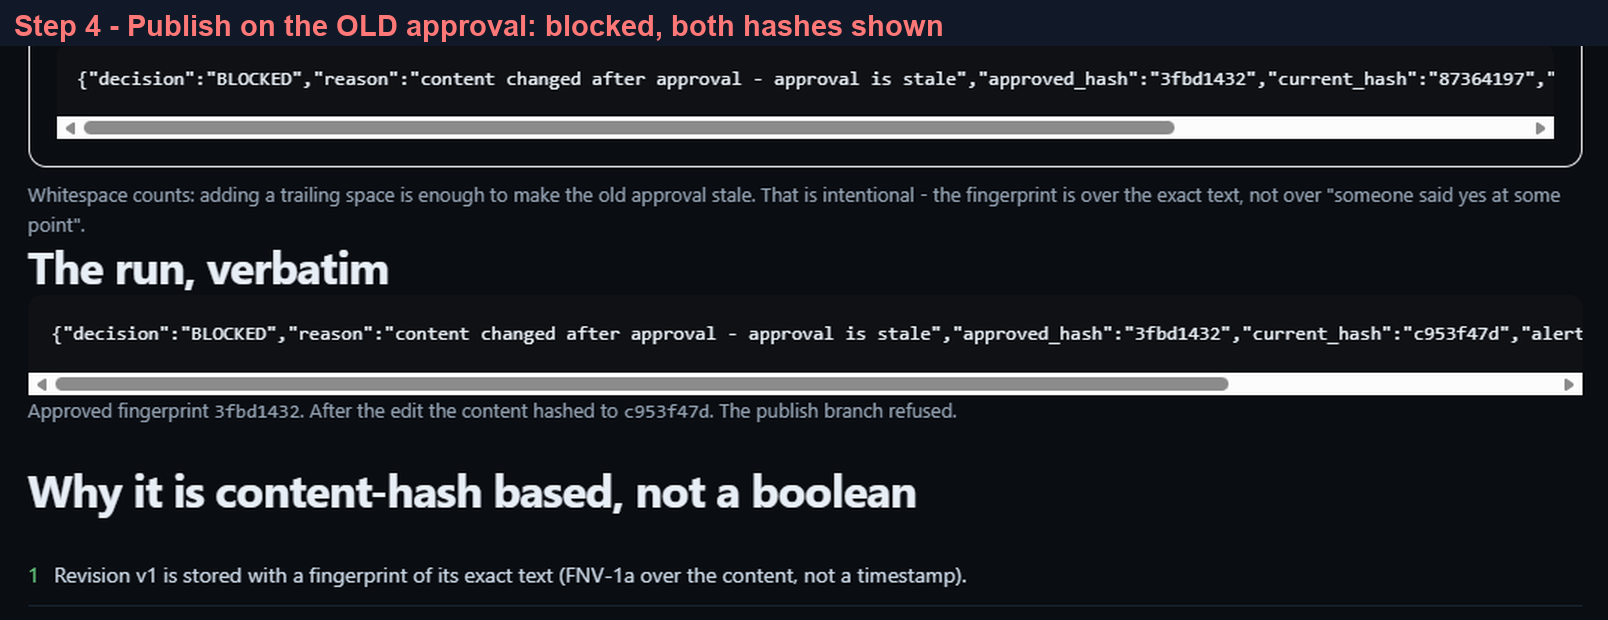 Step 4 - Publish on the OLD approval: blocked, both hashes shown
{"decision":"BLOCKED","reason":"content changed after approval - approval is stale","approved_hash":"3fbd1432","current_hash":"87364197","
Whitespace counts: adding a trailing space is enough to make the old approval stale. That is intentional - the fingerprint is over the exact text, not over "someone said yes at some
point".
The run, verbatim
{"decision":"BLOCKED","reason":"content changed after approval - approval is stale","approved_hash":"3fbd1432","current_hash":"c953f47d","alert
Approved fingerprint 3fbd1432. After the edit the content hashed to c953f47d. The publish branch refused.
Why it is content-hash based, not a boolean
1 Revision v1 is stored with a fingerprint of its exact text (FNV-1a over the content, not a timestamp).